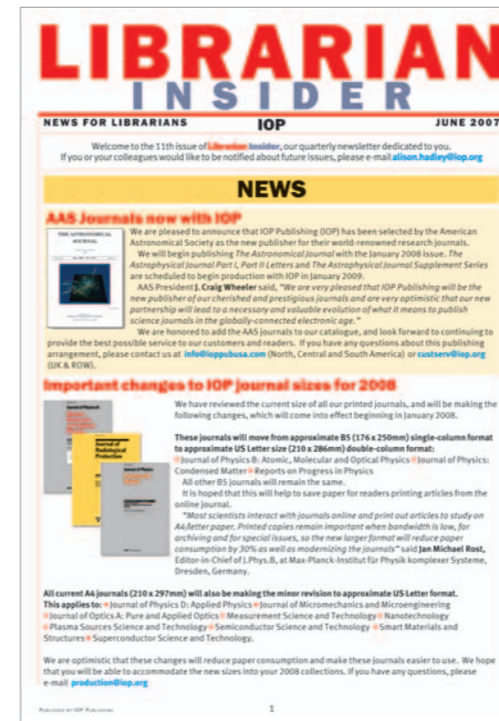 LIBRARIAN
INSIDER
NEWS FOR LIBRARIANS IOP JUNE 2007
Welcome to the 11th issue of Librarian Insider, our quarterly newsletter dedicated to you.
If you or your colleagues would like to be notified about future issues, please e-mail alison.hadley@iop.org
NEWS
AAS Journals now with IOP
THE ASTRONOMICAL
JOURNAL
We are pleased to announce that IOP Publishing (IOP) has been selected by the American
Astronomical Society as the new publisher for their world-renowned research journals.
We will begin publishing The Astronomical Journal with the January 2008 issue. The
Astrophysical Journal Part I, Part II Letters and The Astrophysical Journal Supplement Series
are scheduled to begin production with IOP in January 2009.
AAS President J. Craig Wheeler said, "We are very pleased that IOP Publishing will be the
new publisher of our cherished and prestigious journals and are very optimistic that our new
partnership will lead to a necessary and valuable evolution of what it means to publish
science journals in the globally-connected electronic age."
We are honored to add the AAS journals to our catalogue, and look forward to continuing to
provide the best possible service to our customers and readers. If you have any questions about this publishing
arrangement, please contact us at info@ioppubusa.com (North, Central and South America) or custserv@iop.org
(UK & ROW).
Important changes to IOP journal sizes for 2008
Journal of Physics
Journal of
Radiological
Protection
Journal of Physics
We have reviewed the current size of all our printed journals, and will be making the
following changes, which will come into effect beginning in January 2008.
These journals will move from approximate B5 (176 x 250mm) single-column format
to approximate US Letter size (210 x 286mm) double-column format:
Journal of Physics B: Atomic, Molecular and Optical Physics Journal of Physics:
Condensed Matter Reports on Progress in Physics
All other B5 journals will remain the same.
It is hoped that this will help to save paper for readers printing articles from the
online journal.
"Most scientists interact with journals online and print out articles to study on
A4/letter paper. Printed copies remain important when bandwidth is low, for
archiving and for special issues, so the new larger format will reduce paper
consumption by 30% as well as modernizing the journals" said Jan Michael Rost,
Editor-in-Chief of J.Phys.B, at Max-Planck-Institut für Physik komplexer Systeme,
Dresden, Germany.
All current A4 journals (210 x 297mm) will also be making the minor revision to approximate US Letter format.
This applies to: Journal of Physics D: Applied Physics Journal of Micromechanics and Microengineering
Journal of Optics A: Pure and Applied Optics Measurement Science and Technology Nanotechnology
Plasma Sources Science and Technology Semiconductor Science and Technology Smart Materials and
Structures Superconductor Science and Technology.
We are optimistic that these changes will reduce paper consumption and make these journals easier to use. We hope
that you will be able to accommodate the new sizes into your 2008 collections. If you have any questions, please
e-mail production@iop.org
PUBLISHED BY IOP PUBLISHING 1